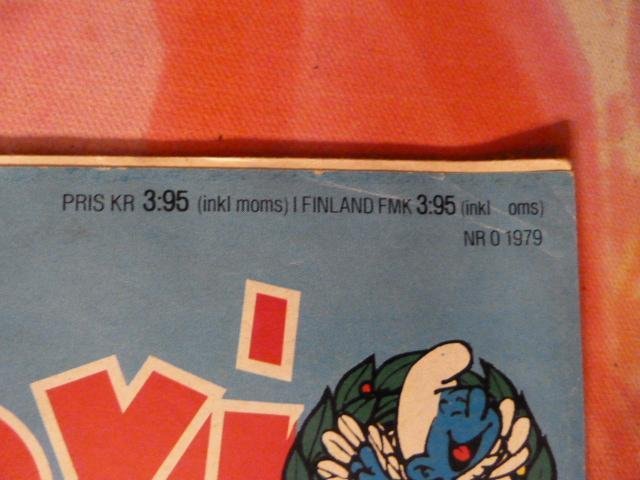 PRIS KR 3:95 (inkl moms) I FINLAND FMK 3:95 (inkl oms)
NR 0 1979